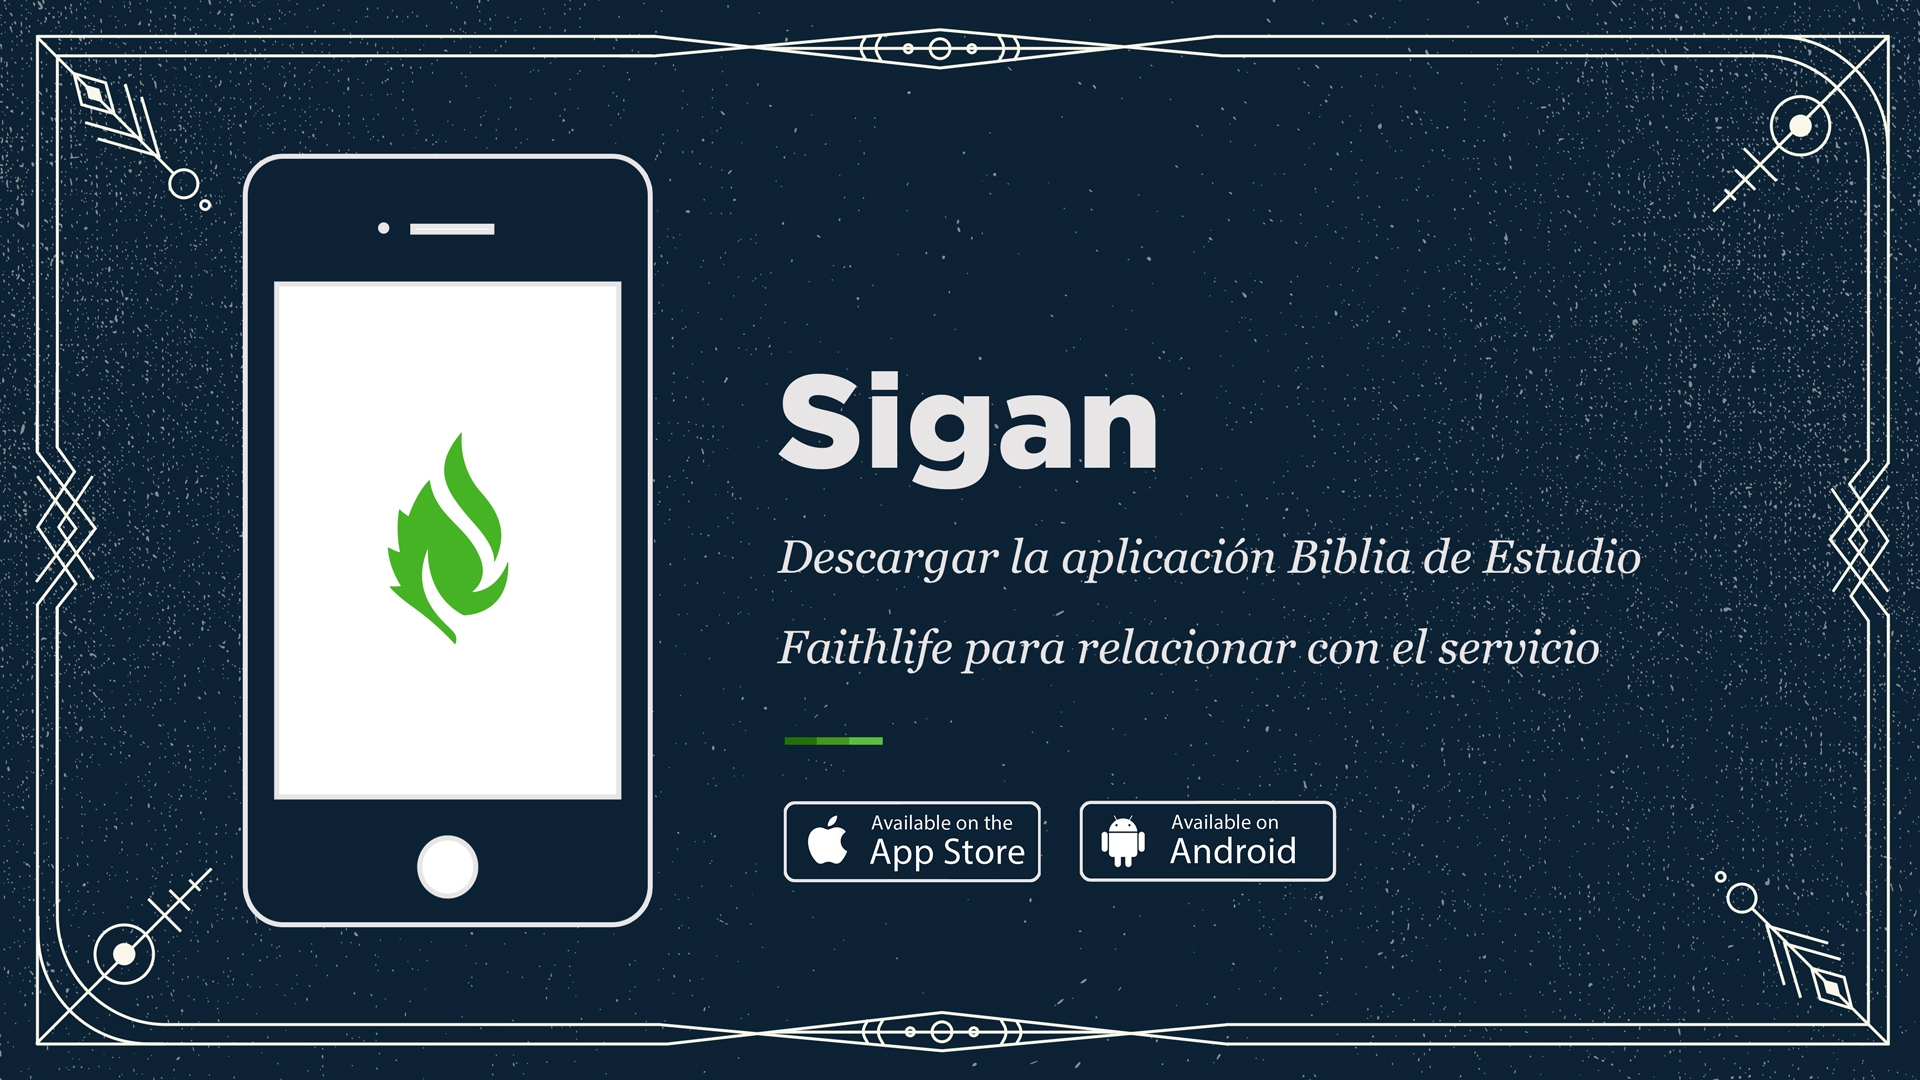 Sigan
Descargar la aplicación Biblia de Estudio
Faithlife para relacionar con el servicio
Available on the
App Store
Available on
Android